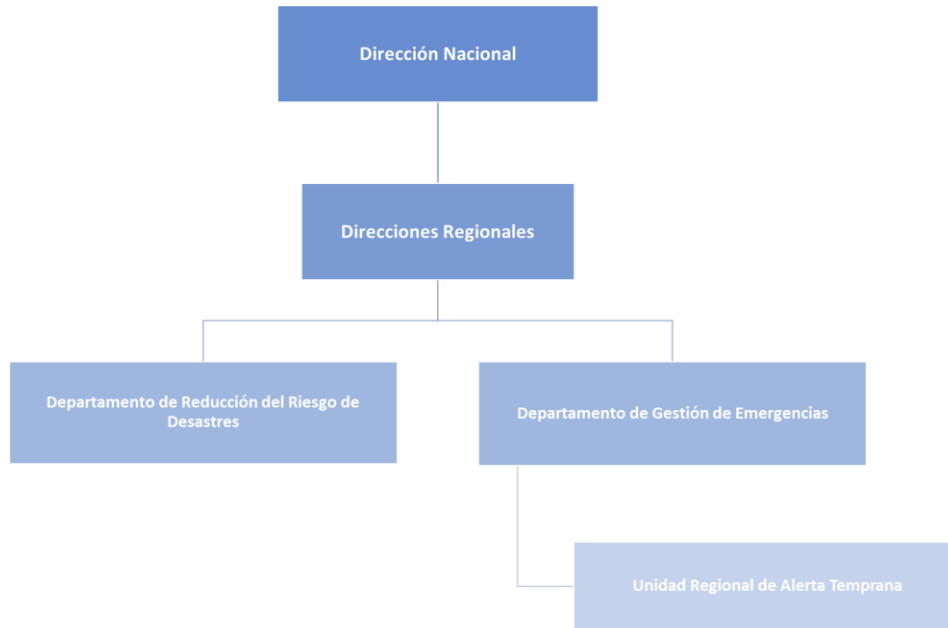 Dirección Nacional
Direcciones Regionales
Departamento de Reducción del Riesgo de
Desastres
Departamento de Gestión de Emergencias
Unidad Regional de Alerta Temprana